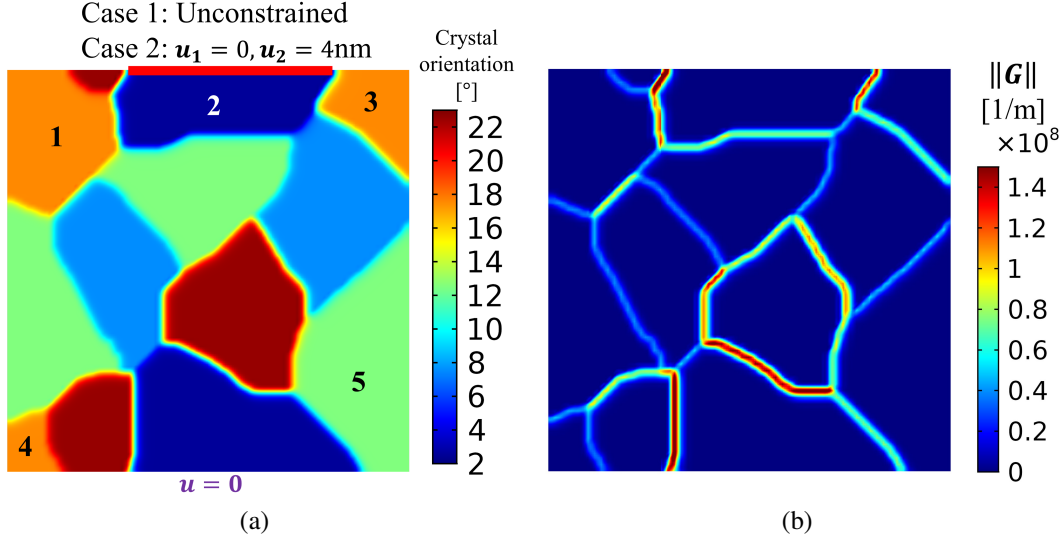 Case 1: Unconstrained
Case 2: u₁ = 0, u₂ = 4nm
Crystal
orientation
[°]
22
20
18
16
14
12
10
8
6
4
2
1
2
3
4
5
u = 0
(a)
‖G‖
[1/m]
×10⁸
1.4
1.2
1
0.8
0.6
0.4
0.2
0
(b)